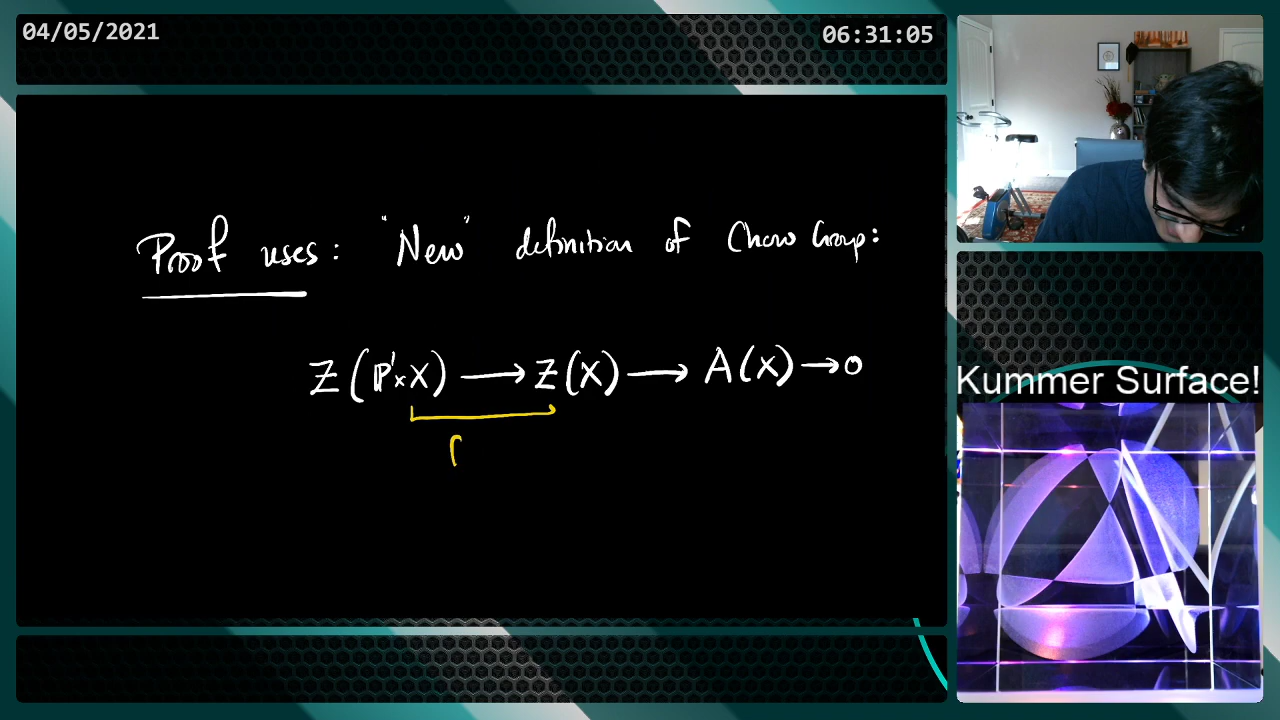 04/05/2021
06:31:05
Proof uses: "New" definition of Chow Group:
Z(ℙ¹×X) → Z(X) → A(X) → 0
Kummer Surface!